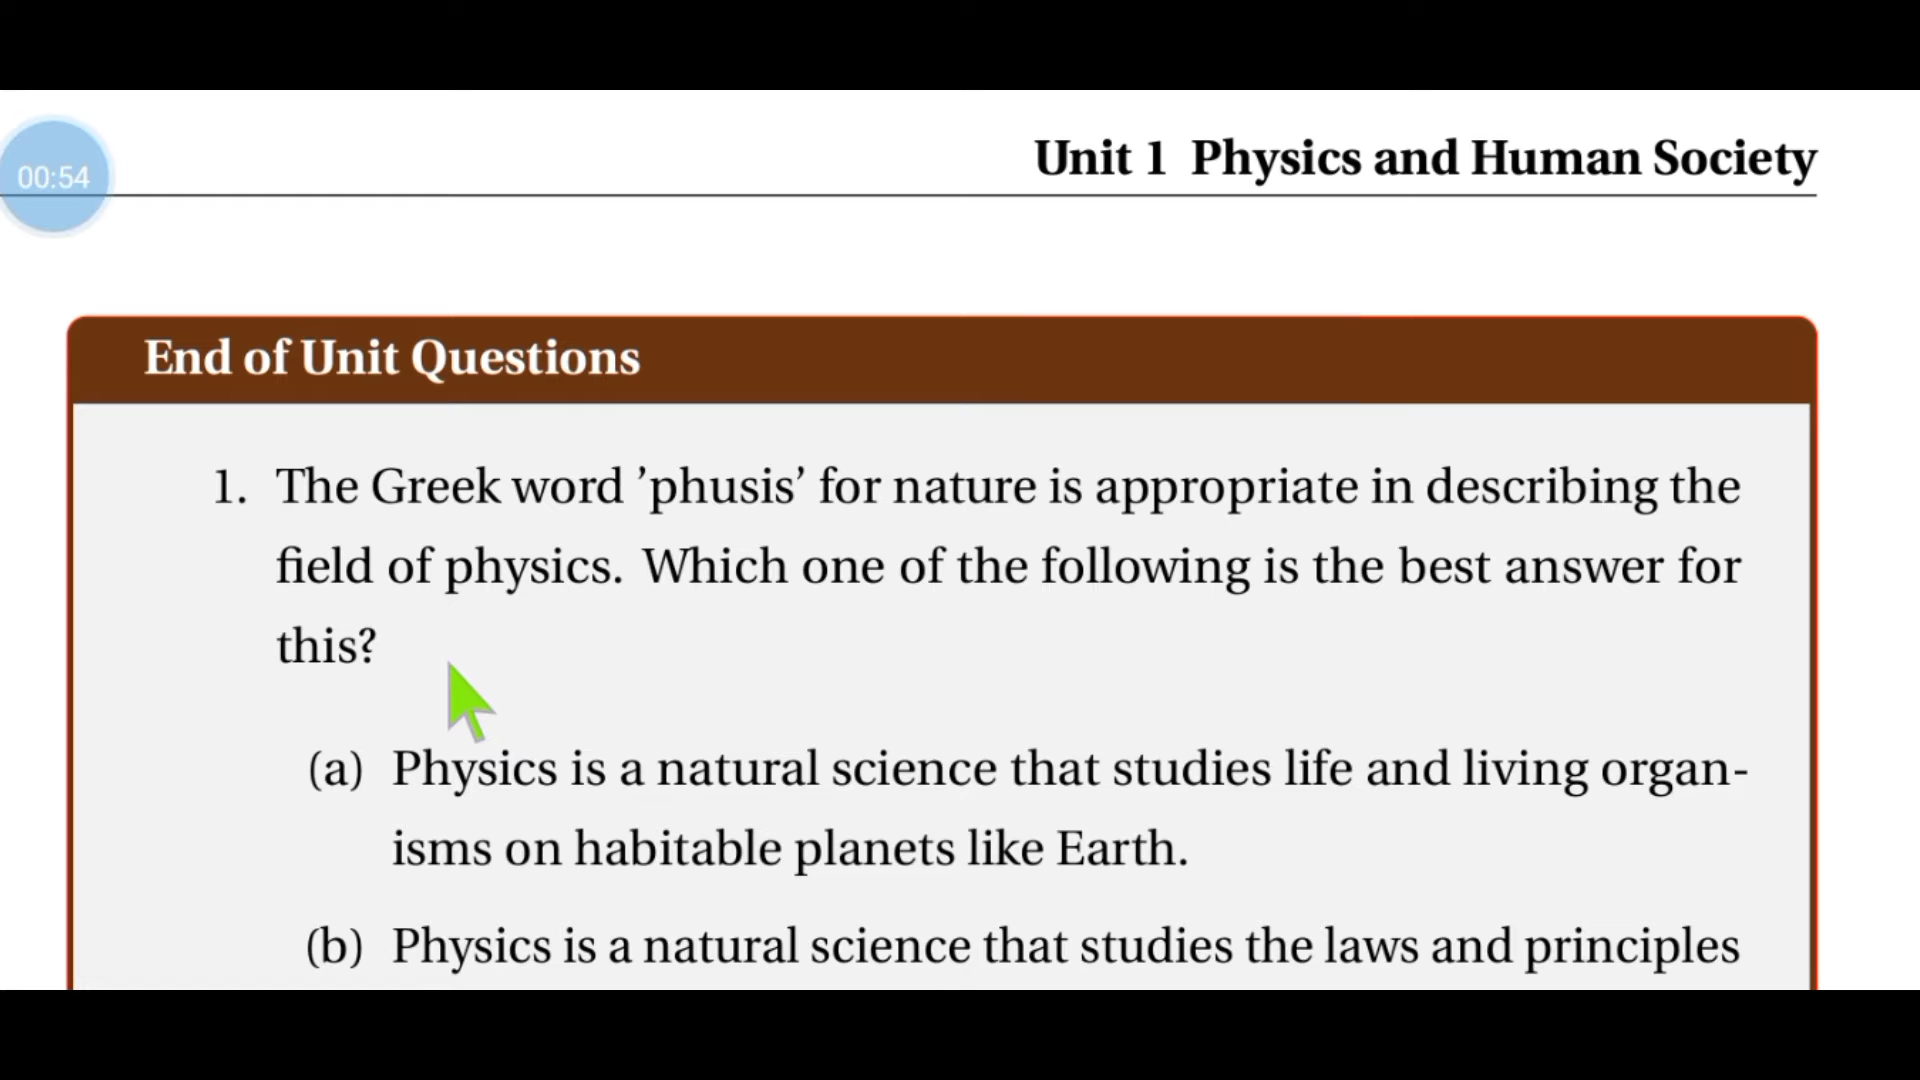 00:54
Unit 1 Physics and Human Society
End of Unit Questions
1. The Greek word ’phusis’ for nature is appropriate in describing the
field of physics. Which one of the following is the best answer for
this?
(a) Physics is a natural science that studies life and living organ-
isms on habitable planets like Earth.
(b) Physics is a natural science that studies the laws and principles